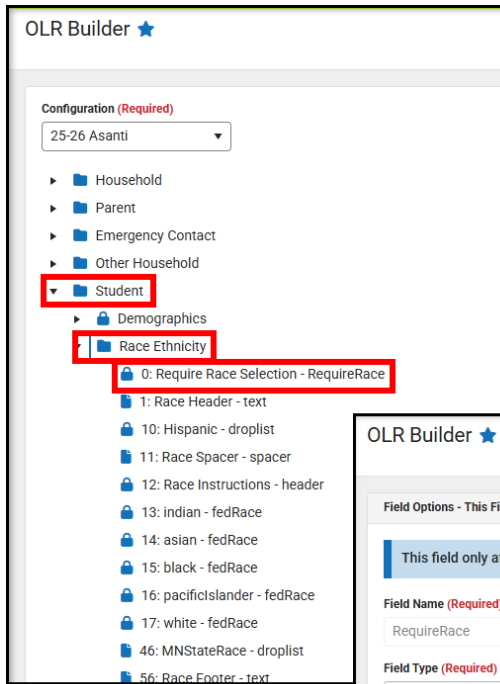 OLR Builder
Configuration (Required)
25-26 Asanti
Household
Parent
Emergency Contact
Other Household
Student
Demographics
Race Ethnicity
0: Require Race Selection - RequireRace
1: Race Header - text
10: Hispanic - droplist
11: Race Spacer - spacer
12: Race Instructions - header
13: indian - fedRace
14: asian - fedRace
15: black - fedRace
16: pacificIslander - fedRace
17: white - fedRace
46: MNStateRace - droplist
56: Race Footer - text
OLR Builder
Field Options - This Fi
This field only a
Field Name (Required)
RequireRace
Field Type (Required)